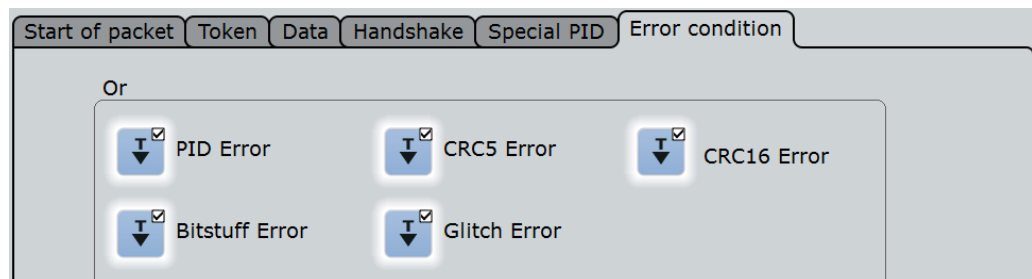 Start of packet Token Data Handshake Special PID Error condition
Or
T PID Error T CRC5 Error T CRC16 Error
T Bitstuff Error T Glitch Error